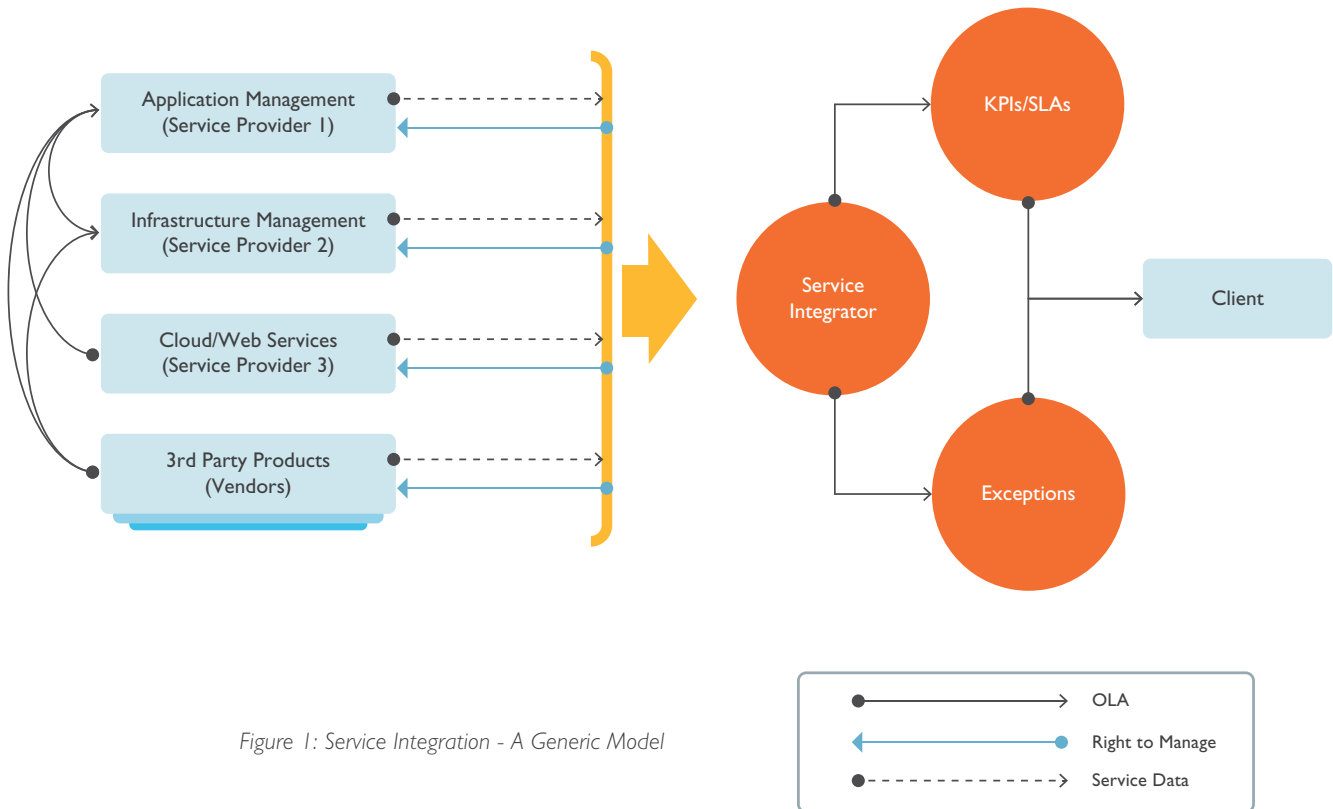 Application Management
(Service Provider 1)
Infrastructure Management
(Service Provider 2)
Cloud/Web Services
(Service Provider 3)
3rd Party Products
(Vendors)
KPIs/SLAs
Service
Integrator
Exceptions
Client
Figure 1: Service Integration - A Generic Model
OLA
Right to Manage
Service Data